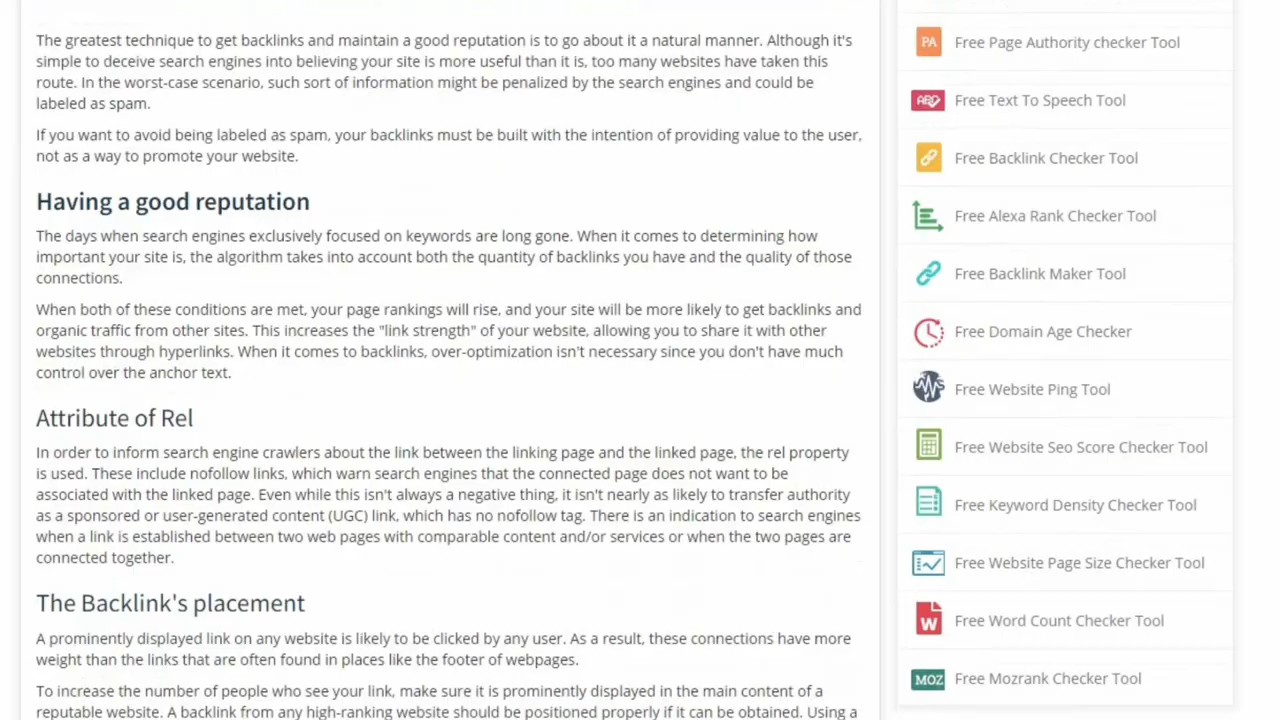 The greatest technique to get backlinks and maintain a good reputation is to go about it a natural manner. Although it's
simple to deceive search engines into believing your site is more useful than it is, too many websites have taken this
route. In the worst-case scenario, such sort of information might be penalized by the search engines and could be
labeled as spam.
If you want to avoid being labeled as spam, your backlinks must be built with the intention of providing value to the user,
not as a way to promote your website.
Having a good reputation
The days when search engines exclusively focused on keywords are long gone. When it comes to determining how
important your site is, the algorithm takes into account both the quantity of backlinks you have and the quality of those
connections.
When both of these conditions are met, your page rankings will rise, and your site will be more likely to get backlinks and
organic traffic from other sites. This increases the "link strength" of your website, allowing you to share it with other
websites through hyperlinks. When it comes to backlinks, over-optimization isn't necessary since you don't have much
control over the anchor text.
Attribute of Rel
In order to inform search engine crawlers about the link between the linking page and the linked page, the rel property
is used. These include nofollow links, which warn search engines that the connected page does not want to be
associated with the linked page. Even while this isn't always a negative thing, it isn't nearly as likely to transfer authority
as a sponsored or user-generated content (UGC) link, which has no nofollow tag. There is an indication to search engines
when a link is established between two web pages with comparable content and/or services or when the two pages are
connected together.
The Backlink's placement
A prominently displayed link on any website is likely to be clicked by any user. As a result, these connections have more
weight than the links that are often found in places like the footer of webpages.
To increase the number of people who see your link, make sure it is prominently displayed in the main content of a
reputable website. A backlink from any high-ranking website should be positioned properly if it can be obtained. Using a
PA
Free Page Authority checker Tool
Free Text To Speech Tool
Free Backlink Checker Tool
Free Alexa Rank Checker Tool
Free Backlink Maker Tool
Free Domain Age Checker
Free Website Ping Tool
Free Website Seo Score Checker Tool
Free Keyword Density Checker Tool
Free Website Page Size Checker Tool
W
Free Word Count Checker Tool
MOZ
Free Mozrank Checker Tool